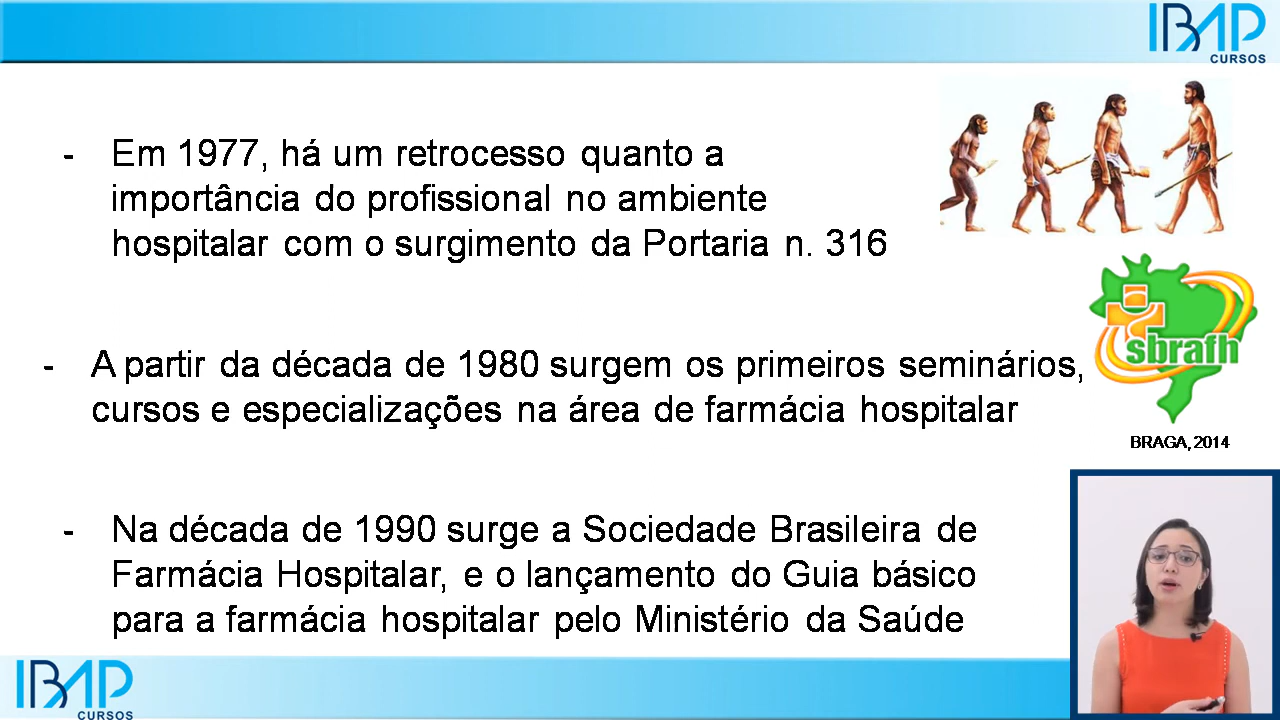 IBAP
CURSOS
- Em 1977, há um retrocesso quanto a
importância do profissional no ambiente
hospitalar com o surgimento da Portaria n. 316
sbrafh
- A partir da década de 1980 surgem os primeiros seminários,
cursos e especializações na área de farmácia hospitalar
BRAGA, 2014
- Na década de 1990 surge a Sociedade Brasileira de
Farmácia Hospitalar, e o lançamento do Guia básico
para a farmácia hospitalar pelo Ministério da Saúde
IBAP
CURSOS